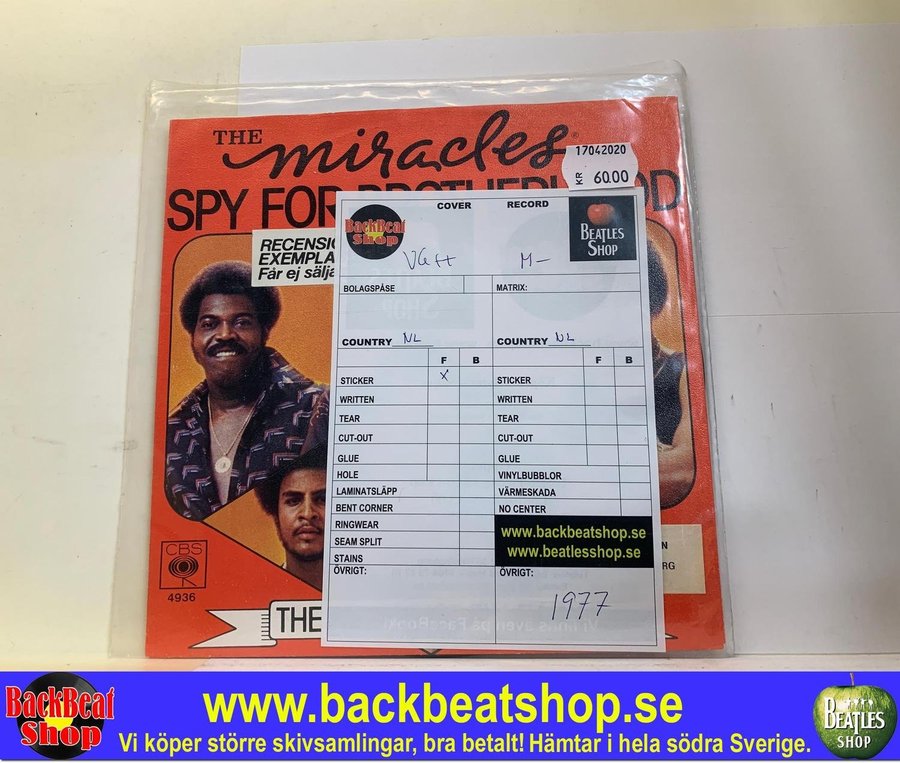 THE miracles
SPY FOR
17042020
KR 60.00
RECENSIO
EXEMPLA
Får ej sälja
COVER RECORD
BackBeat
Shop
BEATLES
SHOP
VG++ M-
BOLAGSPÅSE MATRIX:
COUNTRY NL COUNTRY NL
F B F B
STICKER X STICKER
WRITTEN WRITTEN
TEAR TEAR
CUT-OUT CUT-OUT
GLUE GLUE
HOLE VINYLBUBBLOR
LAMINATSLÄPP VÄRMESKADA
BENT CORNER NO CENTER
RINGWEAR
SEAM SPLIT
STAINS
www.backbeatshop.se
www.beatlesshop.se
ÖVRIGT: ÖVRIGT:
1977
CBS
4936
THE
N
RG
BackBeat
Shop
www.backbeatshop.se
Vi köper större skivsamlingar, bra betalt! Hämtar i hela södra Sverige.
BEATLES
SHOP